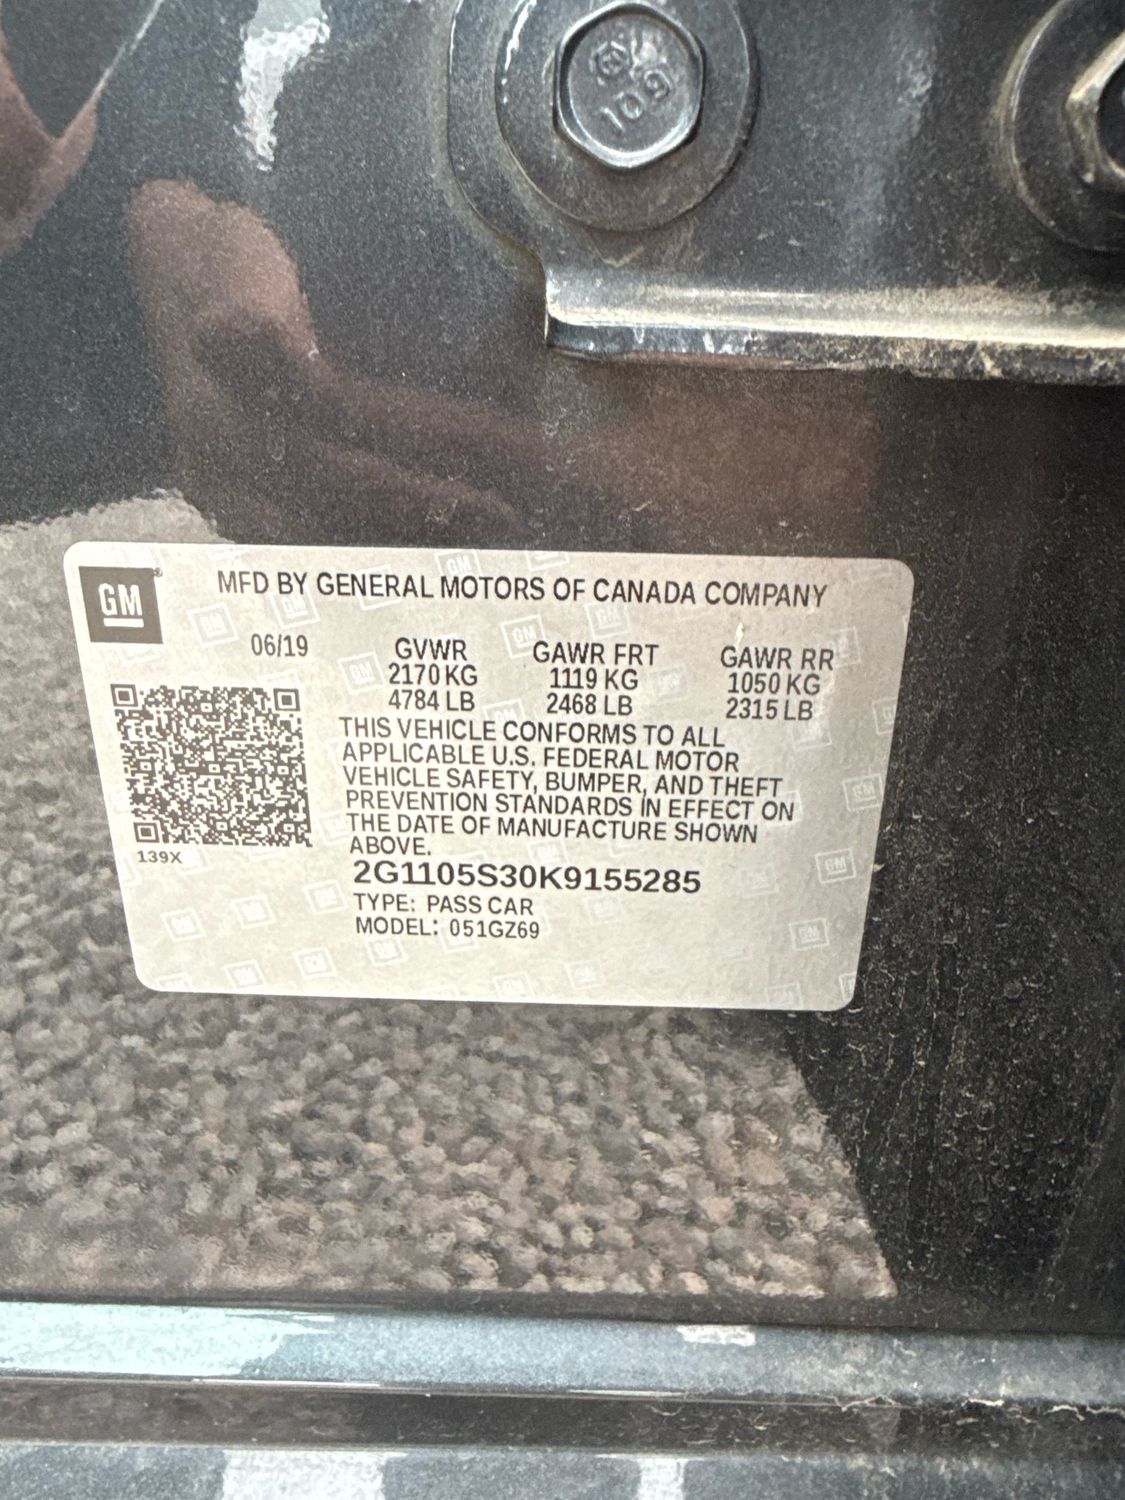 10.9
GM
MFD BY GENERAL MOTORS OF CANADA COMPANY
06/19 GVWR GAWR FRT GAWR RR
2170 KG 1119 KG 1050 KG
4784 LB 2468 LB 2315 LB
THIS VEHICLE CONFORMS TO ALL
APPLICABLE U.S. FEDERAL MOTOR
VEHICLE SAFETY, BUMPER, AND THEFT
PREVENTION STANDARDS IN EFFECT ON
THE DATE OF MANUFACTURE SHOWN
ABOVE.
139X
2G1105S30K9155285
TYPE: PASS CAR
MODEL: 051GZ69